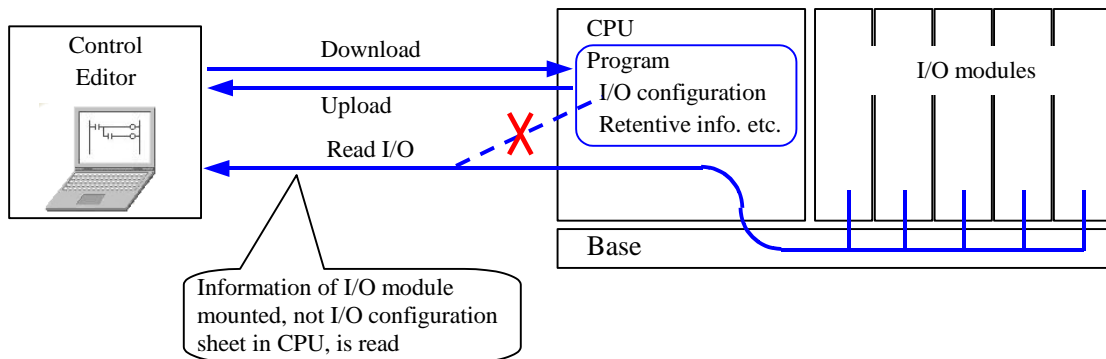 Control
Editor
Download
Upload
Read I/O
CPU
Program
I/O configuration
Retentive info. etc.
I/O modules
Base
Information of I/O module
mounted, not I/O configuration
sheet in CPU, is read